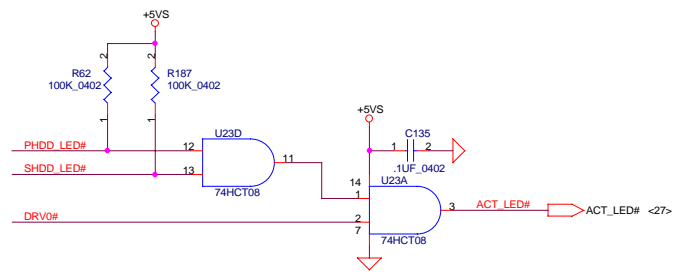 +5VS
2
2
R62
R187
100K_0402
100K_0402
+5VS
1
1
C135
U23D
1
2
PHDD_LED#
12
11
.1UF_0402
SHDD_LED#
13
14
U23A
74HCT08
1
3
ACT_LED#
ACT_LED# <27>
DRV0#
2
7
74HCT08